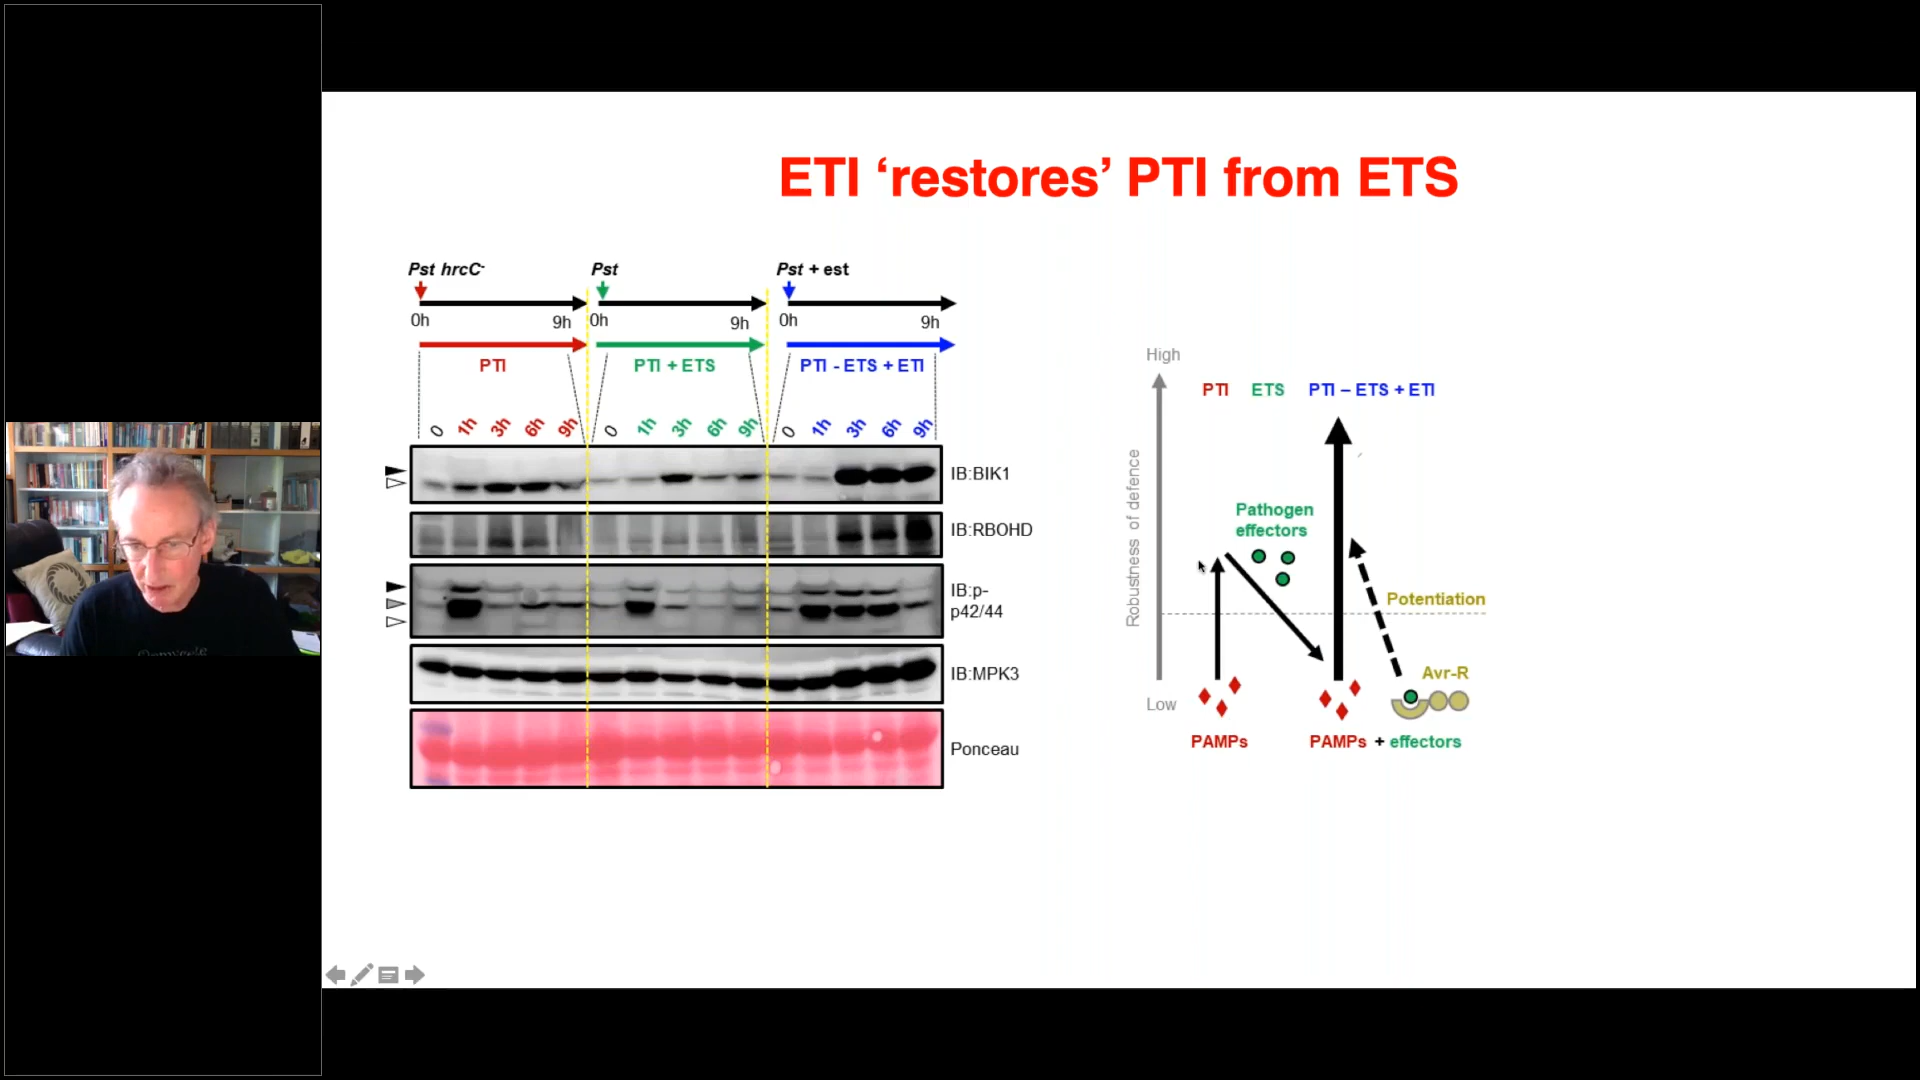 ETI ‘restores’ PTI from ETS
Pst hrcC-
Pst
Pst + est
0h
9h
0h
9h
0h
9h
PTI
PTI + ETS
PTI - ETS + ETI
0 1h 3h 6h 9h 0 1h 3h 6h 9h 0 1h 3h 6h 9h
IB:BIK1
IB:RBOHD
IB:p-
p42/44
IB:MPK3
Ponceau
High
PTI
ETS
PTI – ETS + ETI
Robustness of defence
Pathogen
effectors
Potentiation
Avr-R
Low
PAMPs
PAMPs + effectors